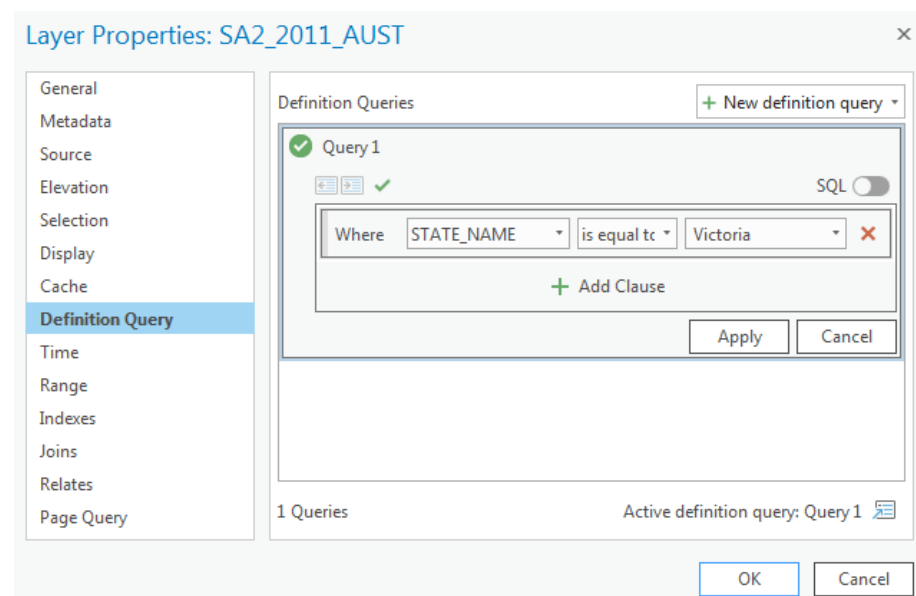 Layer Properties: SA2_2011_AUST
General
Metadata
Source
Elevation
Selection
Display
Cache
Definition Query
Time
Range
Indexes
Joins
Relates
Page Query
Definition Queries
+ New definition query
Query 1
SQL
Where STATE_NAME is equal tc Victoria
+ Add Clause
Apply Cancel
1 Queries Active definition query: Query 1
OK Cancel